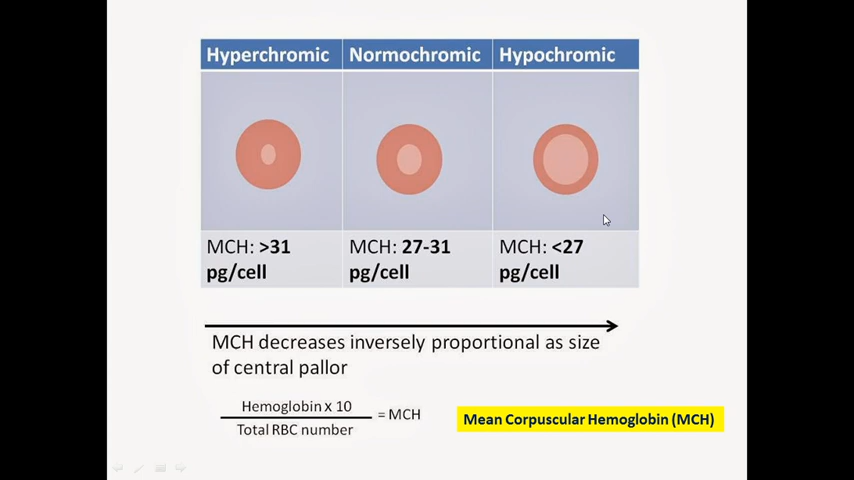 Hyperchromic Normochromic Hypochromic
MCH: >31 MCH: 27-31 MCH: <27
pg/cell pg/cell pg/cell
MCH decreases inversely proportional as size
of central pallor
Hemoglobin x 10
= MCH
Total RBC number
Mean Corpuscular Hemoglobin (MCH)